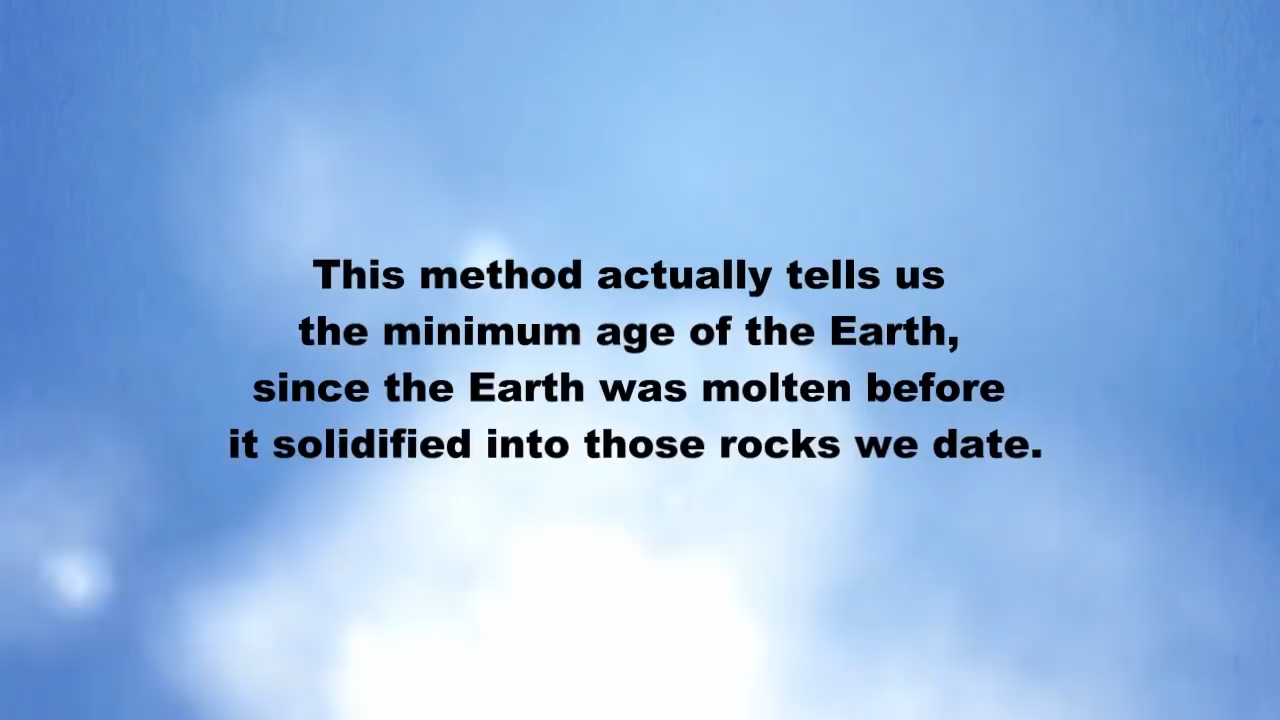 This method actually tells us
the minimum age of the Earth,
since the Earth was molten before
it solidified into those rocks we date.